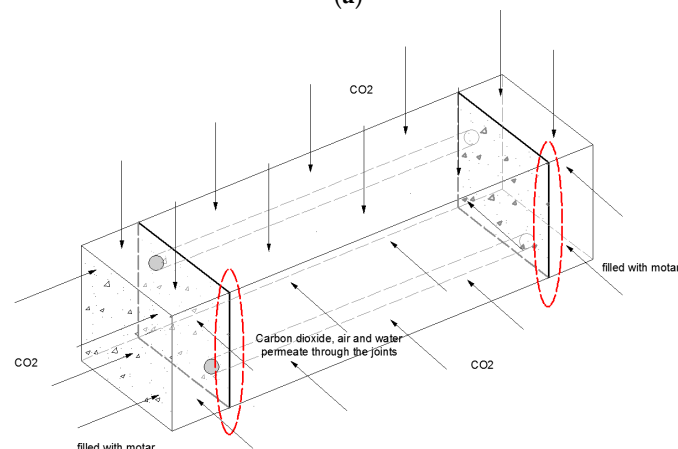 (a)
CO2
filled with motar
Carbon dioxide, air and water
permeate through the joints
CO2
CO2
filled with motar